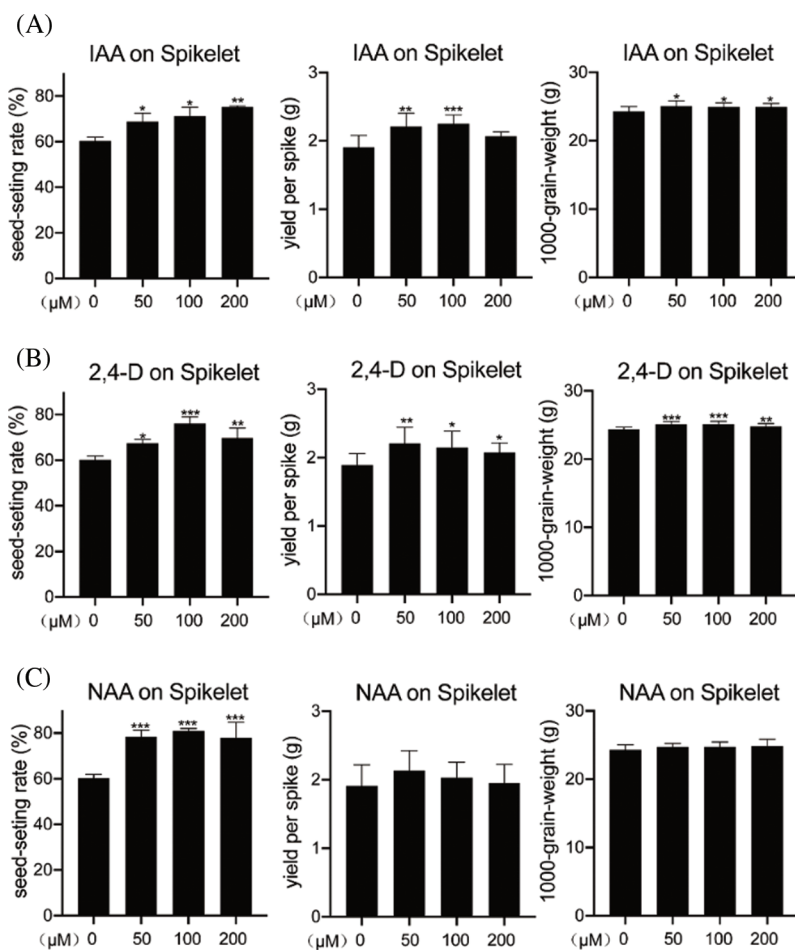 (A)
IAA on Spikelet
seed-seting rate (%)
80
60
40
20
0
* * **
(μM) 0 50 100 200
IAA on Spikelet
yield per spike (g)
3
2
1
0
** ***
(μM) 0 50 100 200
IAA on Spikelet
1000-grain-weight (g)
30
20
10
0
* * *
(μM) 0 50 100 200
(B)
2,4-D on Spikelet
seed-seting rate (%)
80
60
40
20
0
* *** **
(μM) 0 50 100 200
2,4-D on Spikelet
yield per spike (g)
3
2
1
0
** * *
(μM) 0 50 100 200
2,4-D on Spikelet
1000-grain-weight (g)
30
20
10
0
*** *** **
(μM) 0 50 100 200
(C)
NAA on Spikelet
seed-seting rate (%)
80
60
40
20
0
*** *** ***
(μM) 0 50 100 200
NAA on Spikelet
yield per spike (g)
3
2
1
0
(μM) 0 50 100 200
NAA on Spikelet
1000-grain-weight (g)
30
20
10
0
(μM) 0 50 100 200